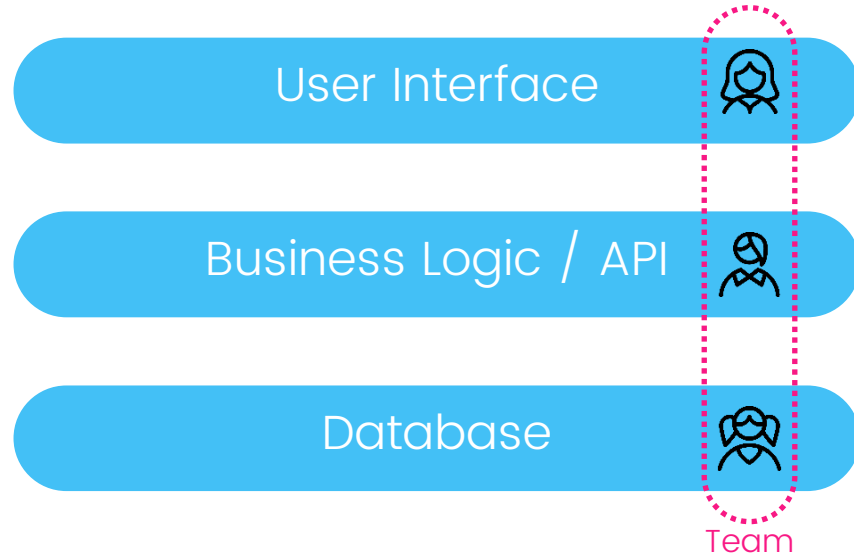 User Interface
Business Logic / API
Database
Team